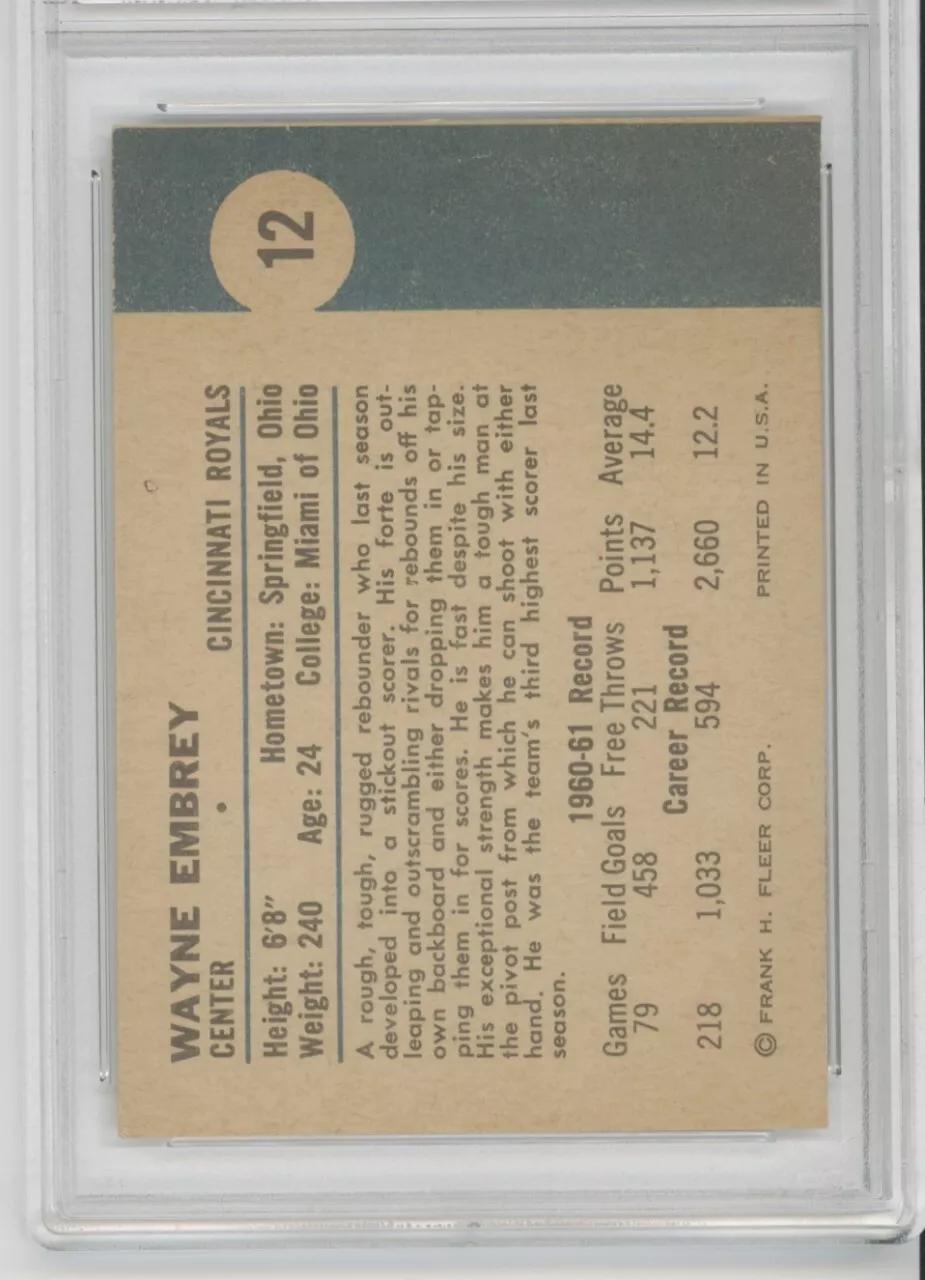 12
WAYNE EMBREY
CENTER • CINCINNATI ROYALS
Height: 6'8" Hometown: Springfield, Ohio
Weight: 240 Age: 24 College: Miami of Ohio
A rough, tough, rugged rebounder who last season
developed into a stickout scorer. His forte is out-
leaping and outscrambling rivals for rebounds off his
own backboard and either dropping them in or tap-
ping them in for scores. He is fast despite his size.
His exceptional strength makes him a tough man at
the pivot post from which he can shoot with either
hand. He was the team's third highest scorer last
season.
1960-61 Record
Games Field Goals Free Throws Points Average
79 458 221 1,137 14.4
Career Record
218 1,033 594 2,660 12.2
© FRANK H. FLEER CORP. PRINTED IN U.S.A.